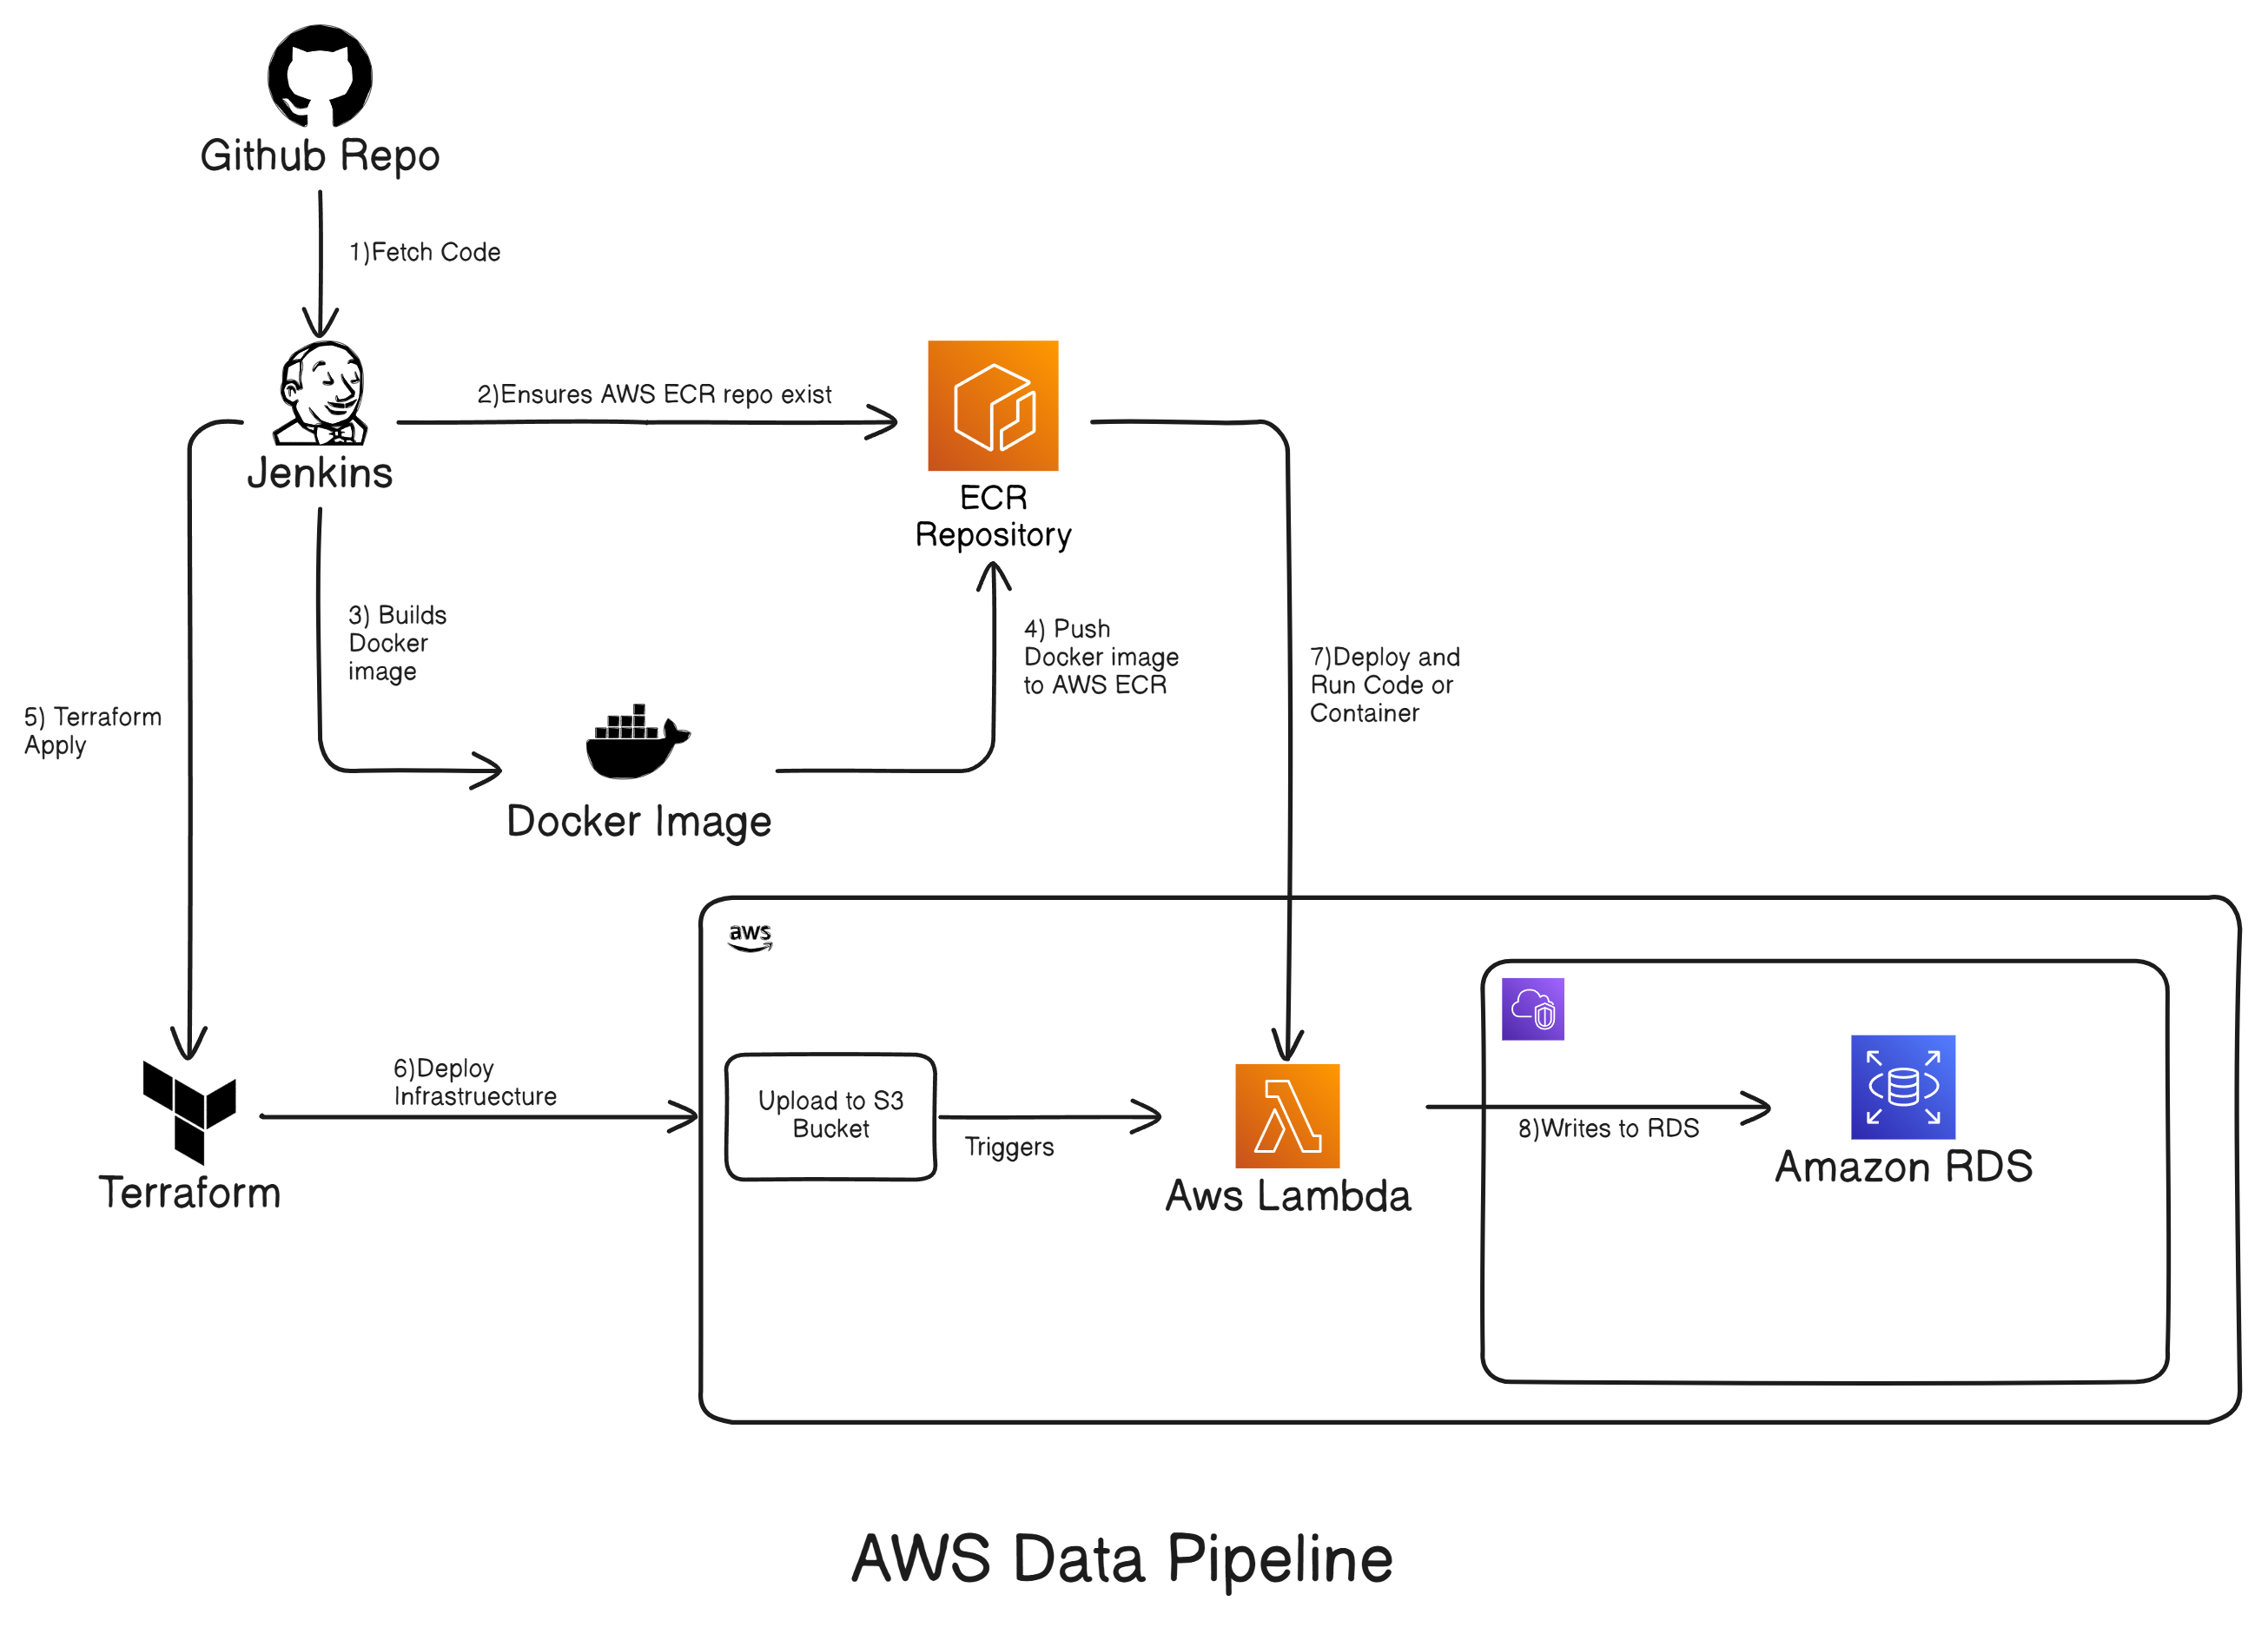 Github Repo
1)Fetch Code
2)Ensures AWS ECR repo exist
Jenkins
ECR
Repository
3) Builds
Docker
image
4) Push
Docker image
to AWS ECR
7)Deploy and
Run Code or
Container
5) Terraform
Apply
Docker Image
aws
6)Deploy
Infrastruecture
Upload to S3
Bucket
Triggers
8)Writes to RDS
Terraform
Aws Lambda
Amazon RDS
AWS Data Pipeline